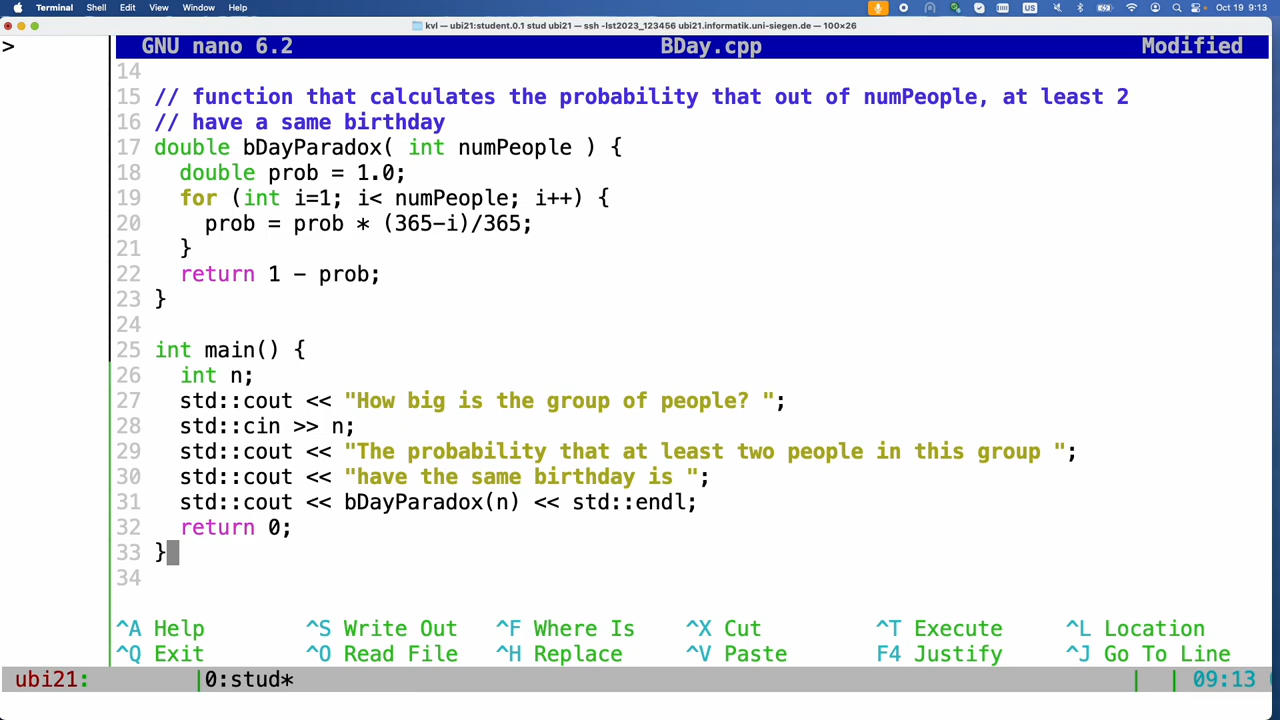 Terminal Shell Edit View Window Help US Oct 19 9:13
kvl — ubi21:student.0.1 stud ubi21 — ssh -lst2023_123456 ubi21.informatik.uni-siegen.de — 100×26
> GNU nano 6.2 BDay.cpp Modified
14
15 // function that calculates the probability that out of numPeople, at least 2
16 // have a same birthday
17 double bDayParadox( int numPeople ) {
18 double prob = 1.0;
19 for (int i=1; i< numPeople; i++) {
20 prob = prob * (365-i)/365;
21 }
22 return 1 - prob;
23 }
24
25 int main() {
26 int n;
27 std::cout << "How big is the group of people? ";
28 std::cin >> n;
29 std::cout << "The probability that at least two people in this group ";
30 std::cout << "have the same birthday is ";
31 std::cout << bDayParadox(n) << std::endl;
32 return 0;
33 }
34
^A Help ^S Write Out ^F Where Is ^X Cut ^T Execute ^L Location
^Q Exit ^O Read File ^H Replace ^V Paste F4 Justify ^J Go To Line
ubi21: |0:stud* | | 09:13